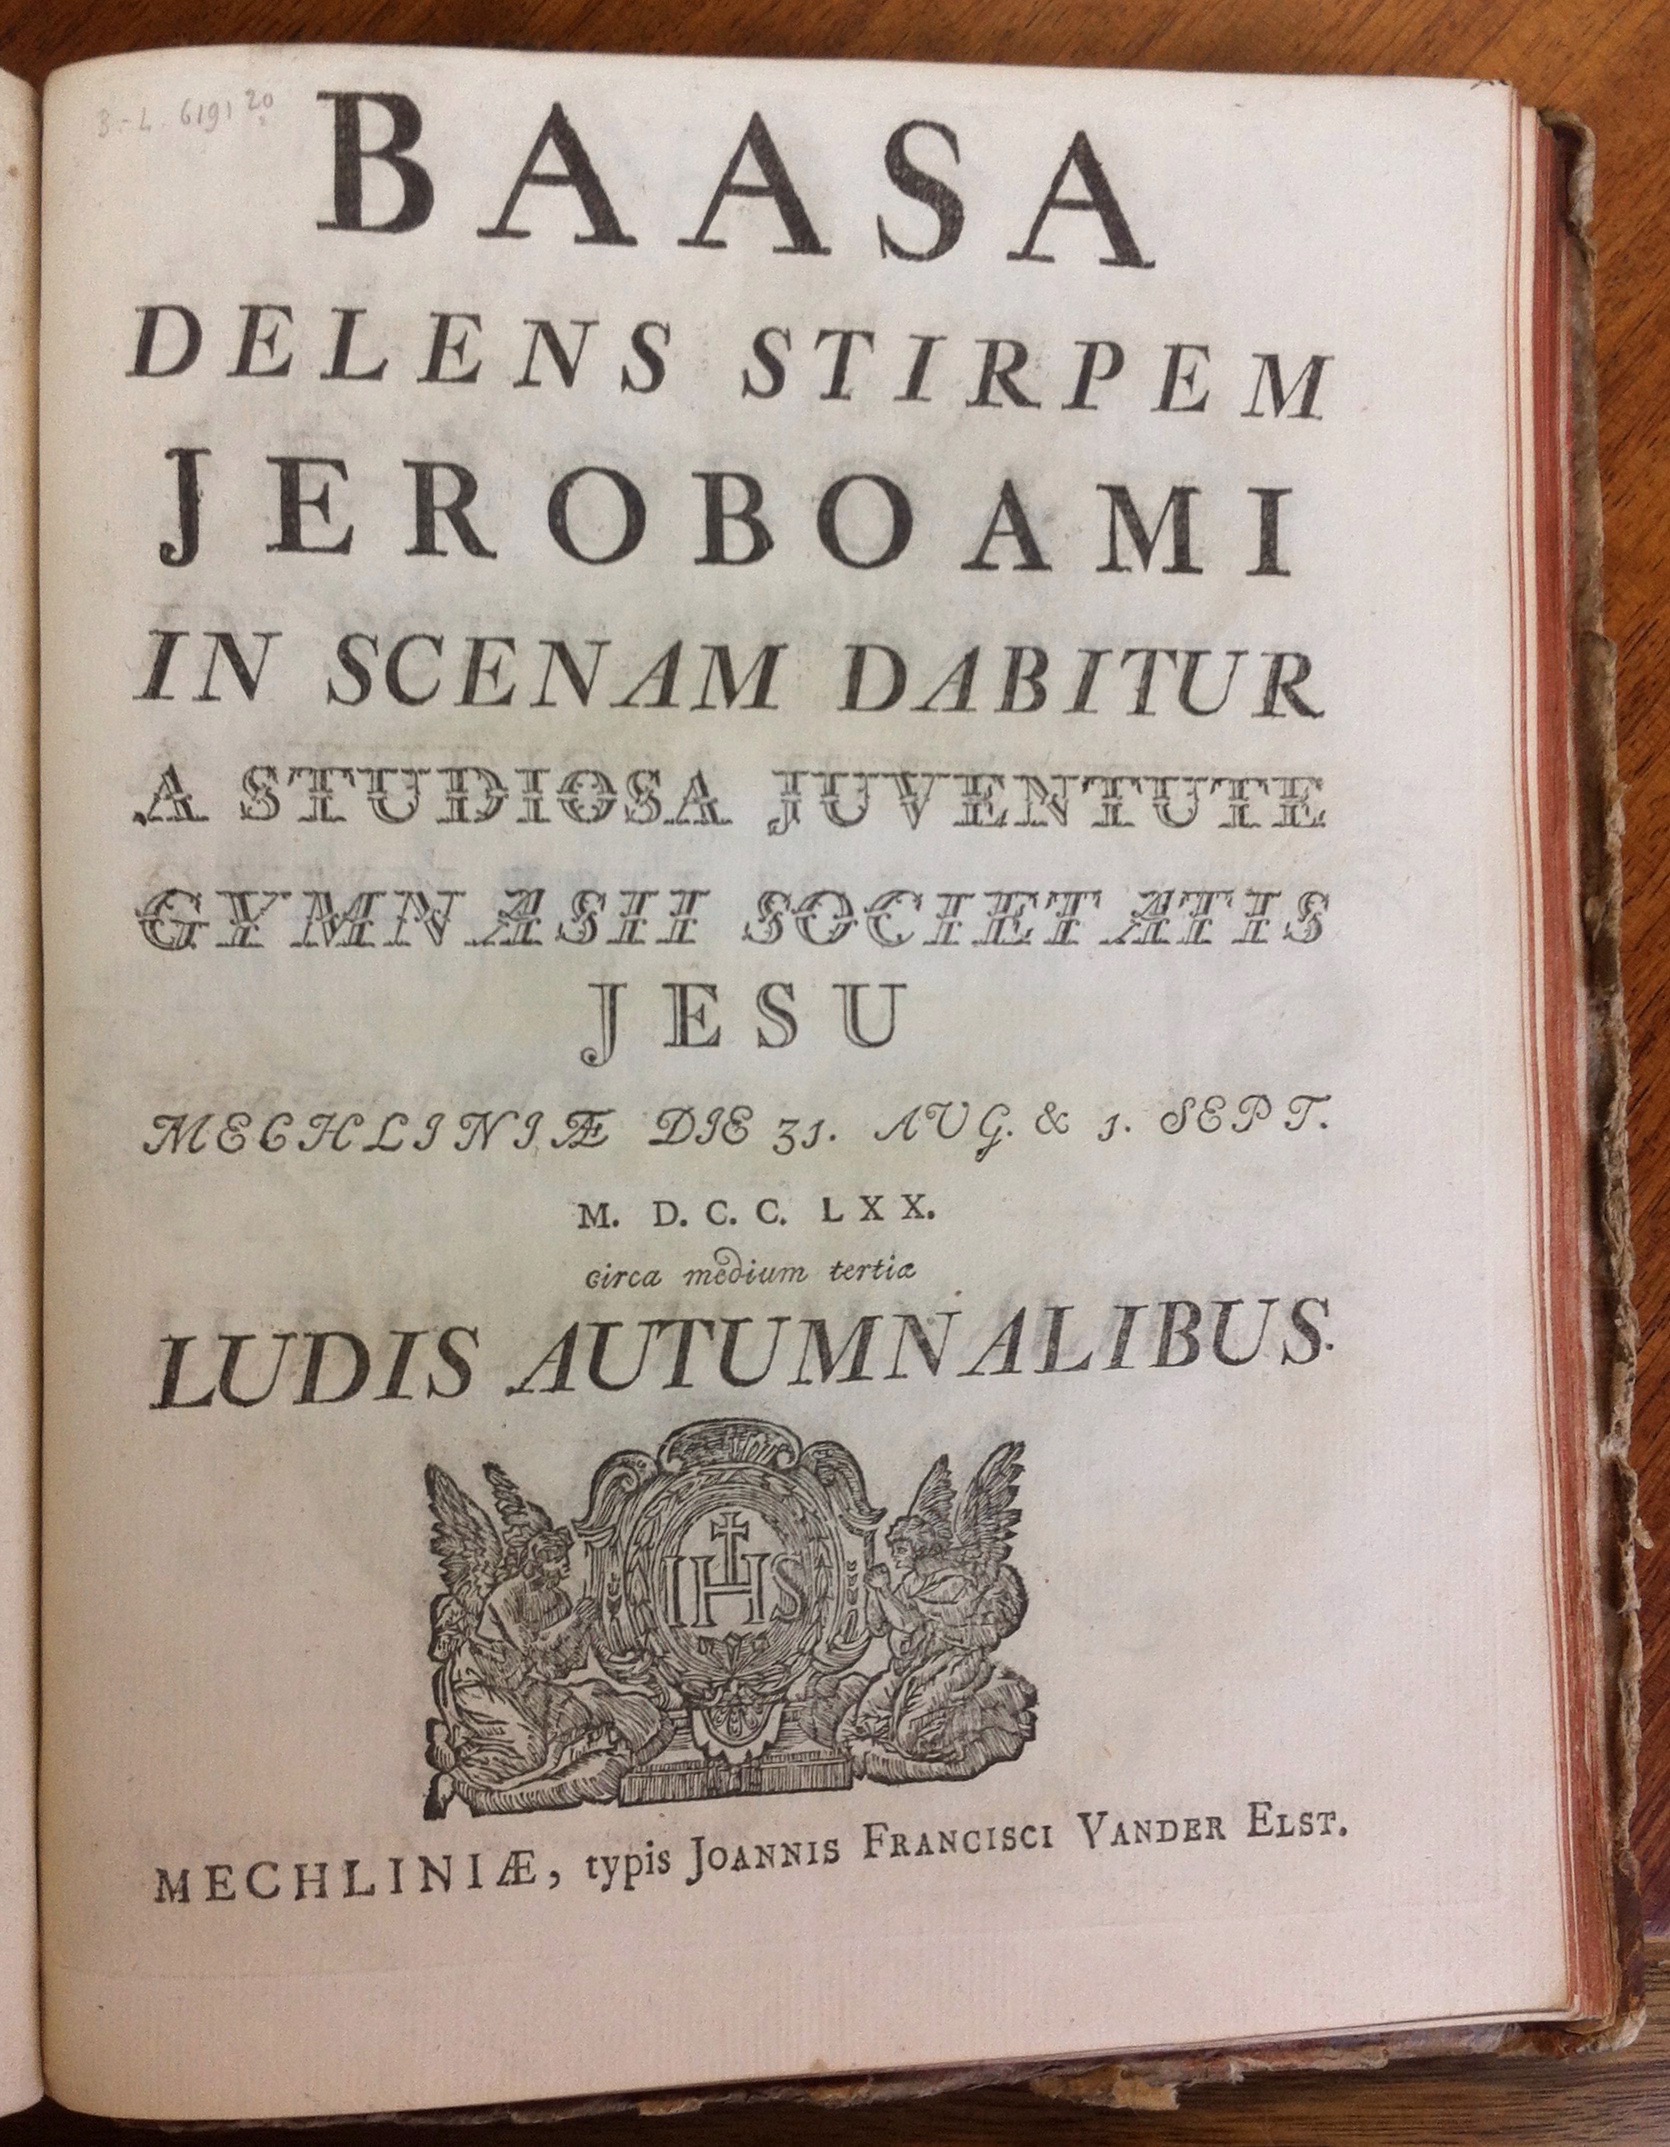 B.-L. 6191 20
BAASA
DELENS STIRPEM
JEROBOAMI
IN SCENAM DABITUR
A STUDIOSA JUVENTUTE
GYMNASII SOCIETATIS
JESU
MECHLINIÆ DIE 31. AUG. & 1. SEPT.
M. D. C. C. LXX.
circa medium tertiæ
LUDIS AUTUMNALIBUS.
IHS
MECHLINIÆ, typis JOANNIS FRANCISCI VANDER ELST.